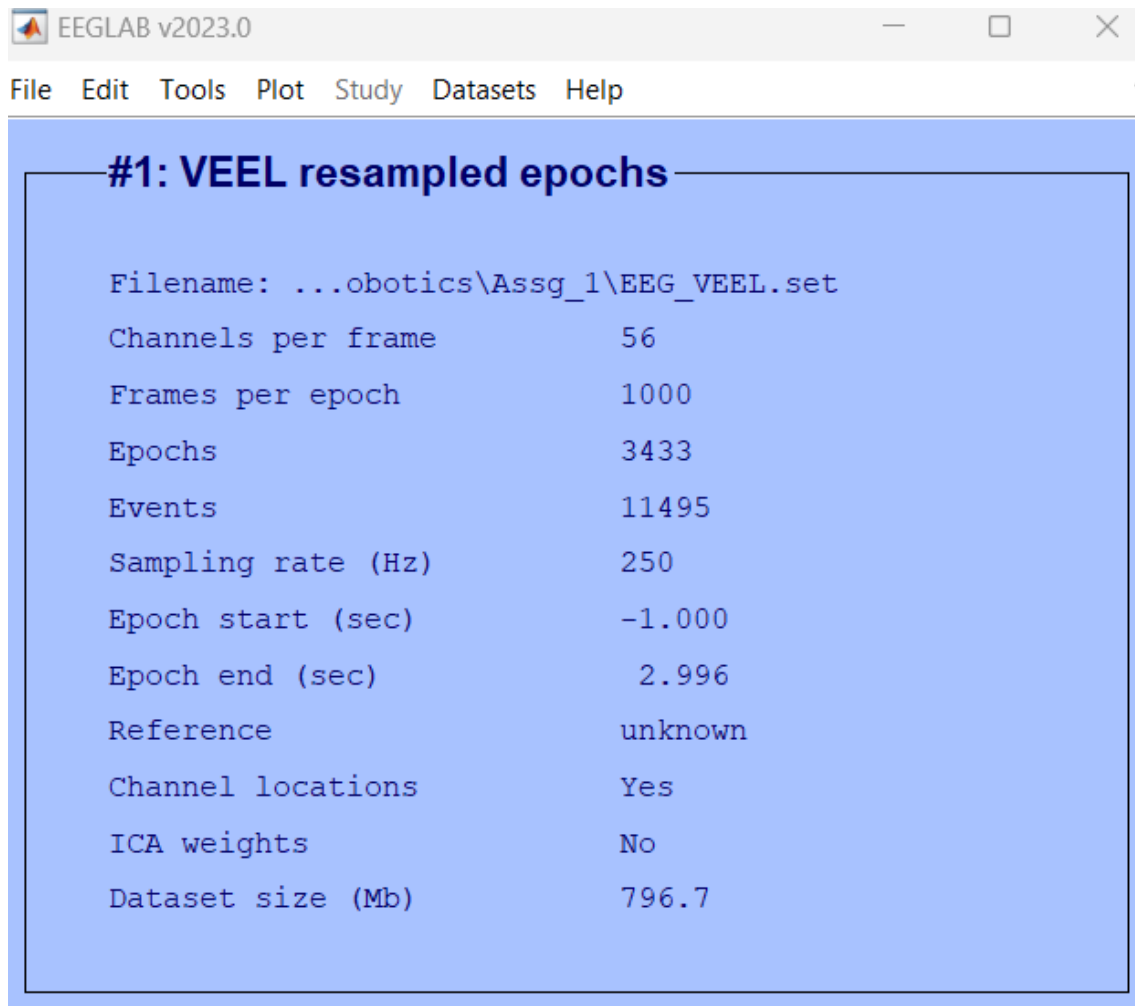 EEGLAB v2023.0
File Edit Tools Plot Study Datasets Help
#1: VEEL resampled epochs
Filename: ...obotics\Assg_1\EEG_VEEL.set
Channels per frame 56
Frames per epoch 1000
Epochs 3433
Events 11495
Sampling rate (Hz) 250
Epoch start (sec) -1.000
Epoch end (sec) 2.996
Reference unknown
Channel locations Yes
ICA weights No
Dataset size (Mb) 796.7